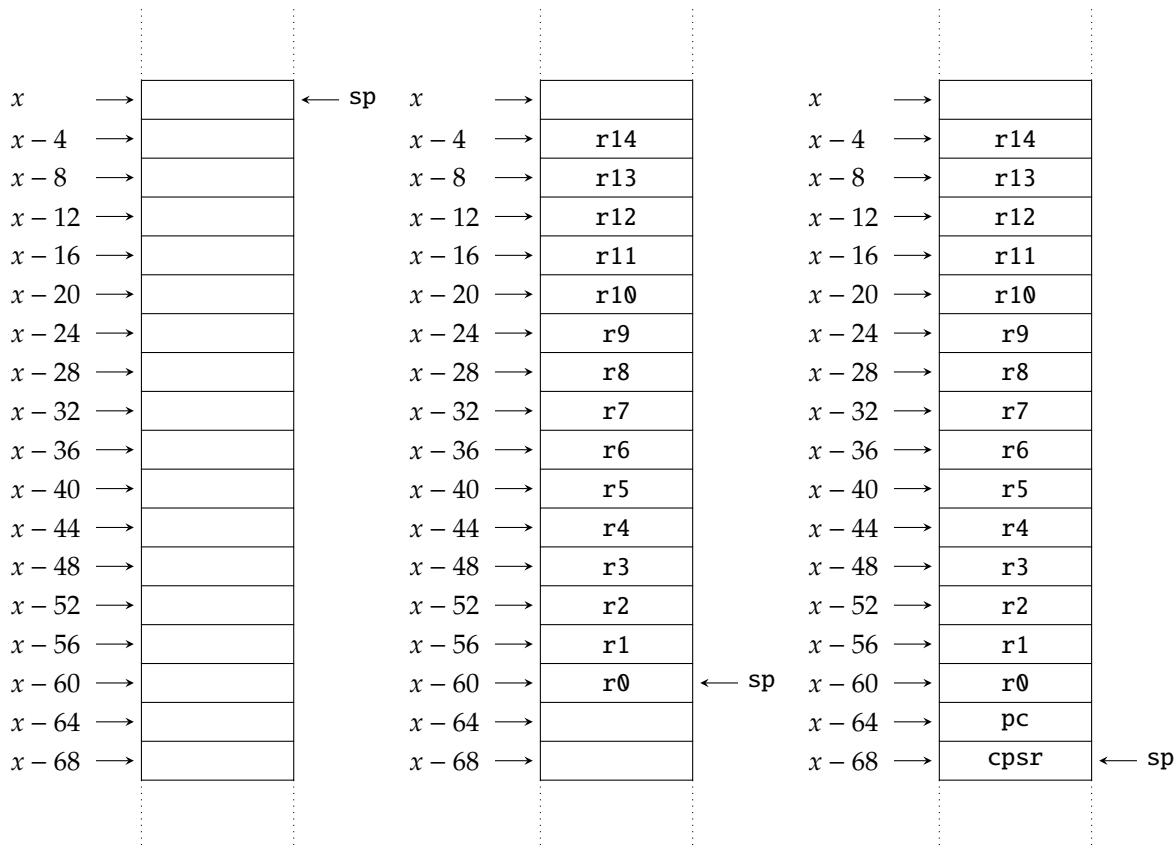 x sp x x
x − 4 x − 4 r14 x − 4 r14
x − 8 x − 8 r13 x − 8 r13
x − 12 x − 12 r12 x − 12 r12
x − 16 x − 16 r11 x − 16 r11
x − 20 x − 20 r10 x − 20 r10
x − 24 x − 24 r9 x − 24 r9
x − 28 x − 28 r8 x − 28 r8
x − 32 x − 32 r7 x − 32 r7
x − 36 x − 36 r6 x − 36 r6
x − 40 x − 40 r5 x − 40 r5
x − 44 x − 44 r4 x − 44 r4
x − 48 x − 48 r3 x − 48 r3
x − 52 x − 52 r2 x − 52 r2
x − 56 x − 56 r1 x − 56 r1
x − 60 x − 60 r0 sp x − 60 r0
x − 64 x − 64 x − 64 pc
x − 68 x − 68 x − 68 cpsr sp